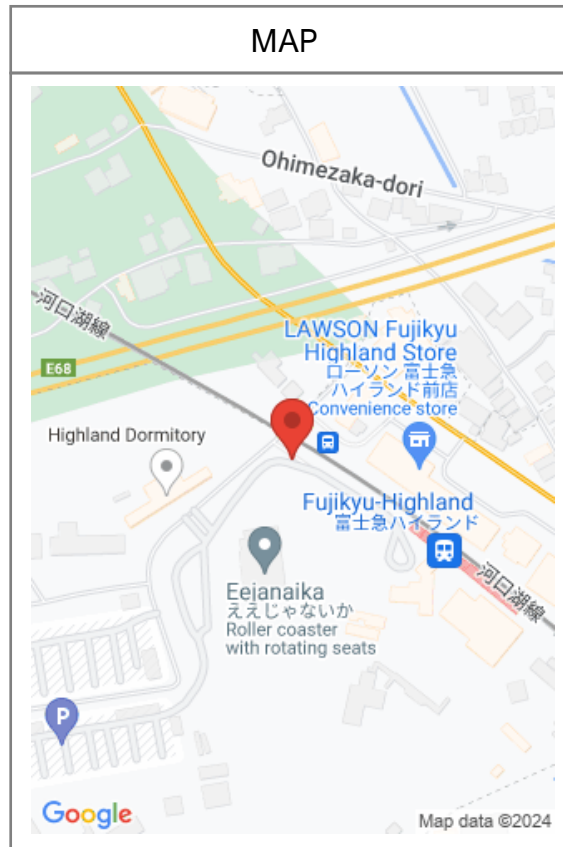 MAP
Ohimezaka-dori
河口湖線
LAWSON Fujikyu
Highland Store
ローソン 富士急
ハイランド前店
Convenience store
E68
Highland Dormitory
Fujikyu-Highland
富士急ハイランド
河口湖線
Eejanaika
ええじゃないか
Roller coaster
with rotating seats
P
Google
Map data ©2024